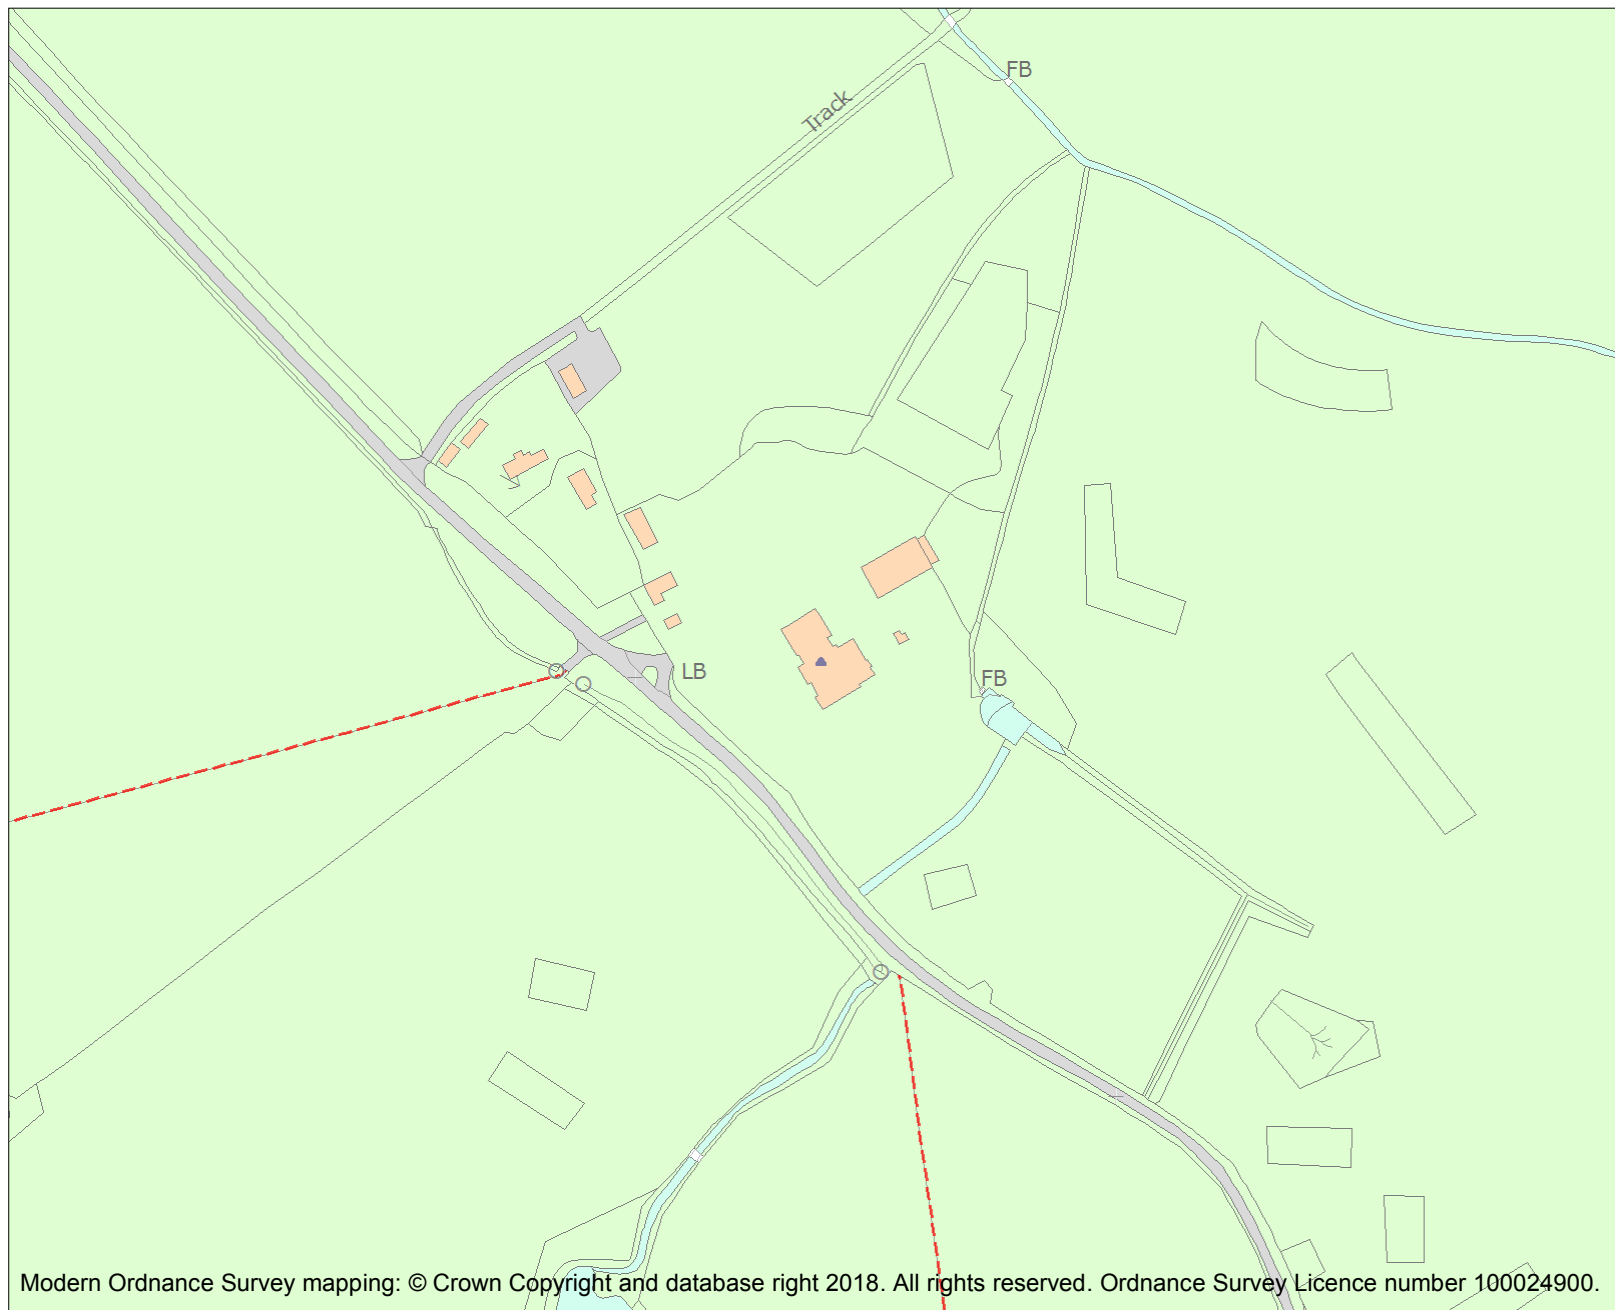 FB
Track
LB
FB
Modern Ordnance Survey mapping: © Crown Copyright and database right 2018. All rights reserved. Ordnance Survey Licence number 100024900.